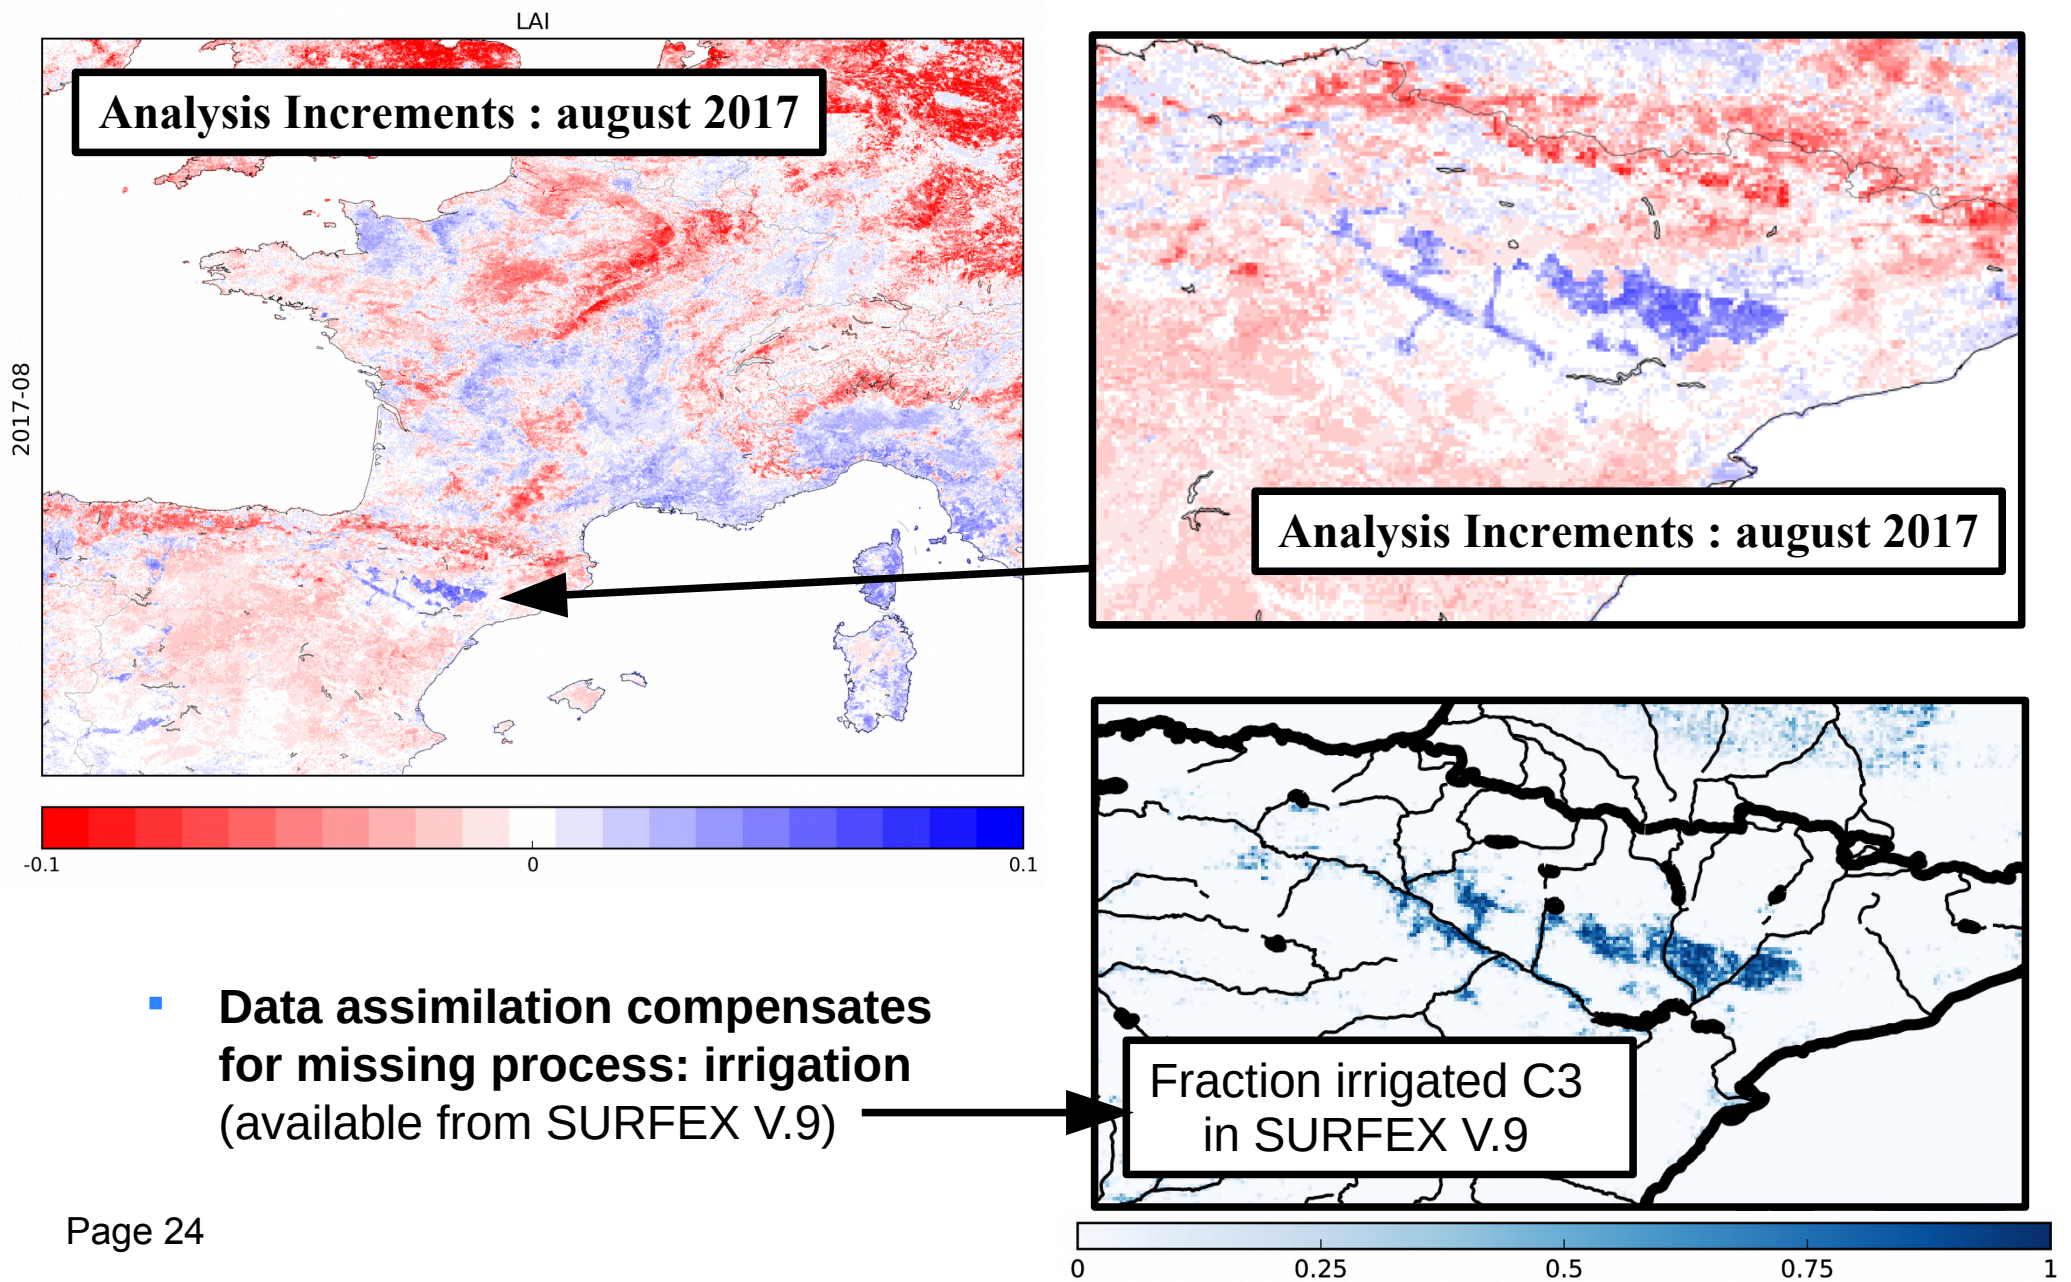 LAI
Analysis Increments : august 2017
2017-08
-0.1
0
0.1
Analysis Increments : august 2017
Data assimilation compensates
for missing process: irrigation
(available from SURFEX V.9)
Fraction irrigated C3
in SURFEX V.9
0
0.25
0.5
0.75
1
Page 24